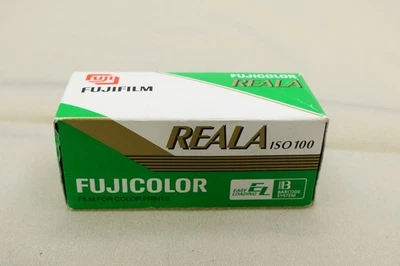 FUJI
FUJIFILM
FUJICOLOR
REALA
REALA ISO 100
FUJICOLOR
FILM FOR COLOR PRINTS
EASY LOADING EL
B BARCODE SYSTEM